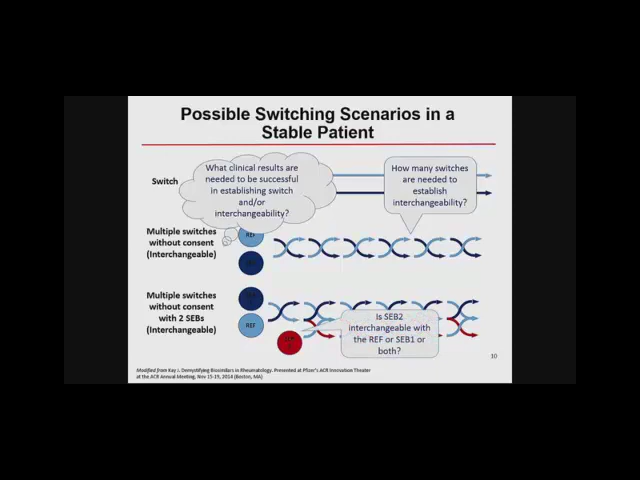 Possible Switching Scenarios in a
Stable Patient
Switch
What clinical results are
needed to be successful
in establishing switch
and/or
interchangeability?
How many switches
are needed to
establish
interchangeability?
Multiple switches
without consent
(Interchangeable)
REF
Multiple switches
without consent
with 2 SEBs
(Interchangeable)
REF
Is SEB2
interchangeable with
the REF or SEB1 or
both?
10
Modified from Kay J. Demystifying Biosimilars in Rheumatology. Presented at Pfizer's ACR Innovation Theater
at the ACR Annual Meeting; Nov 15-19, 2014 (Boston, MA)